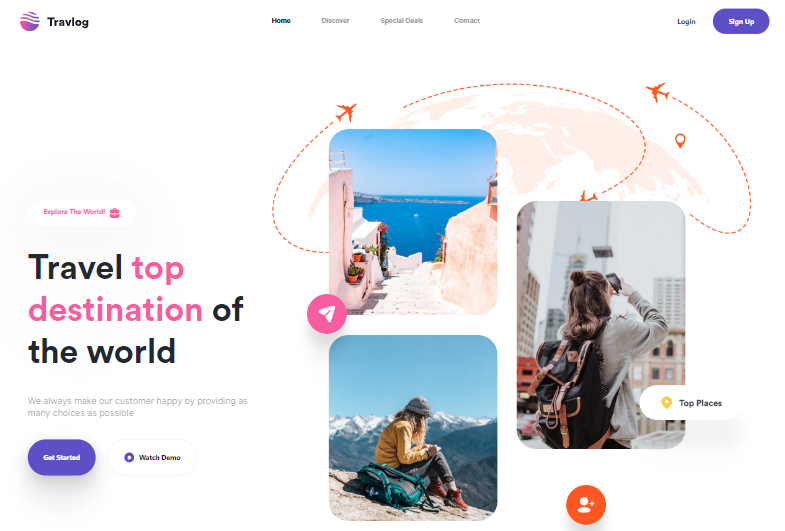 Travlog
Home
Discover
Special Deals
Contact
Login
Sign Up
Explore The World!
Travel top
destination of
the world
We always make our customer happy by providing as
many choices as possible
Get Started
Watch Demo
Top Places